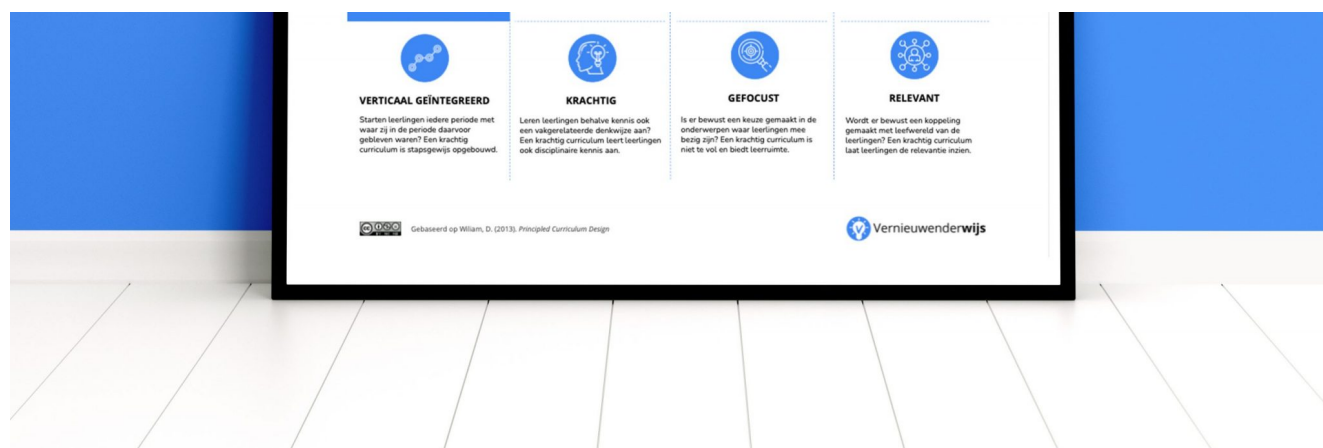 VERTICAAL GEÏNTEGREERD
Starten leerlingen iedere periode met
waar zij in de periode daarvoor
gebleven waren? Een krachtig
curriculum is stapsgewijs opgebouwd.
KRACHTIG
Leren leerlingen behalve kennis ook
een vakgerelateerde denkwijze aan?
Een krachtig curriculum leert leerlingen
ook disciplinaire kennis aan.
GEFOCUST
Is er bewust een keuze gemaakt in de
onderwerpen waar leerlingen mee
bezig zijn? Een krachtig curriculum is
niet te vol en biedt leerruimte.
RELEVANT
Wordt er bewust een koppeling
gemaakt met leefwereld van de
leerlingen? Een krachtig curriculum
laat leerlingen de relevantie inzien.
Gebaseerd op Wiliam, D. (2013). Principled Curriculum Design
Vernieuwenderwijs